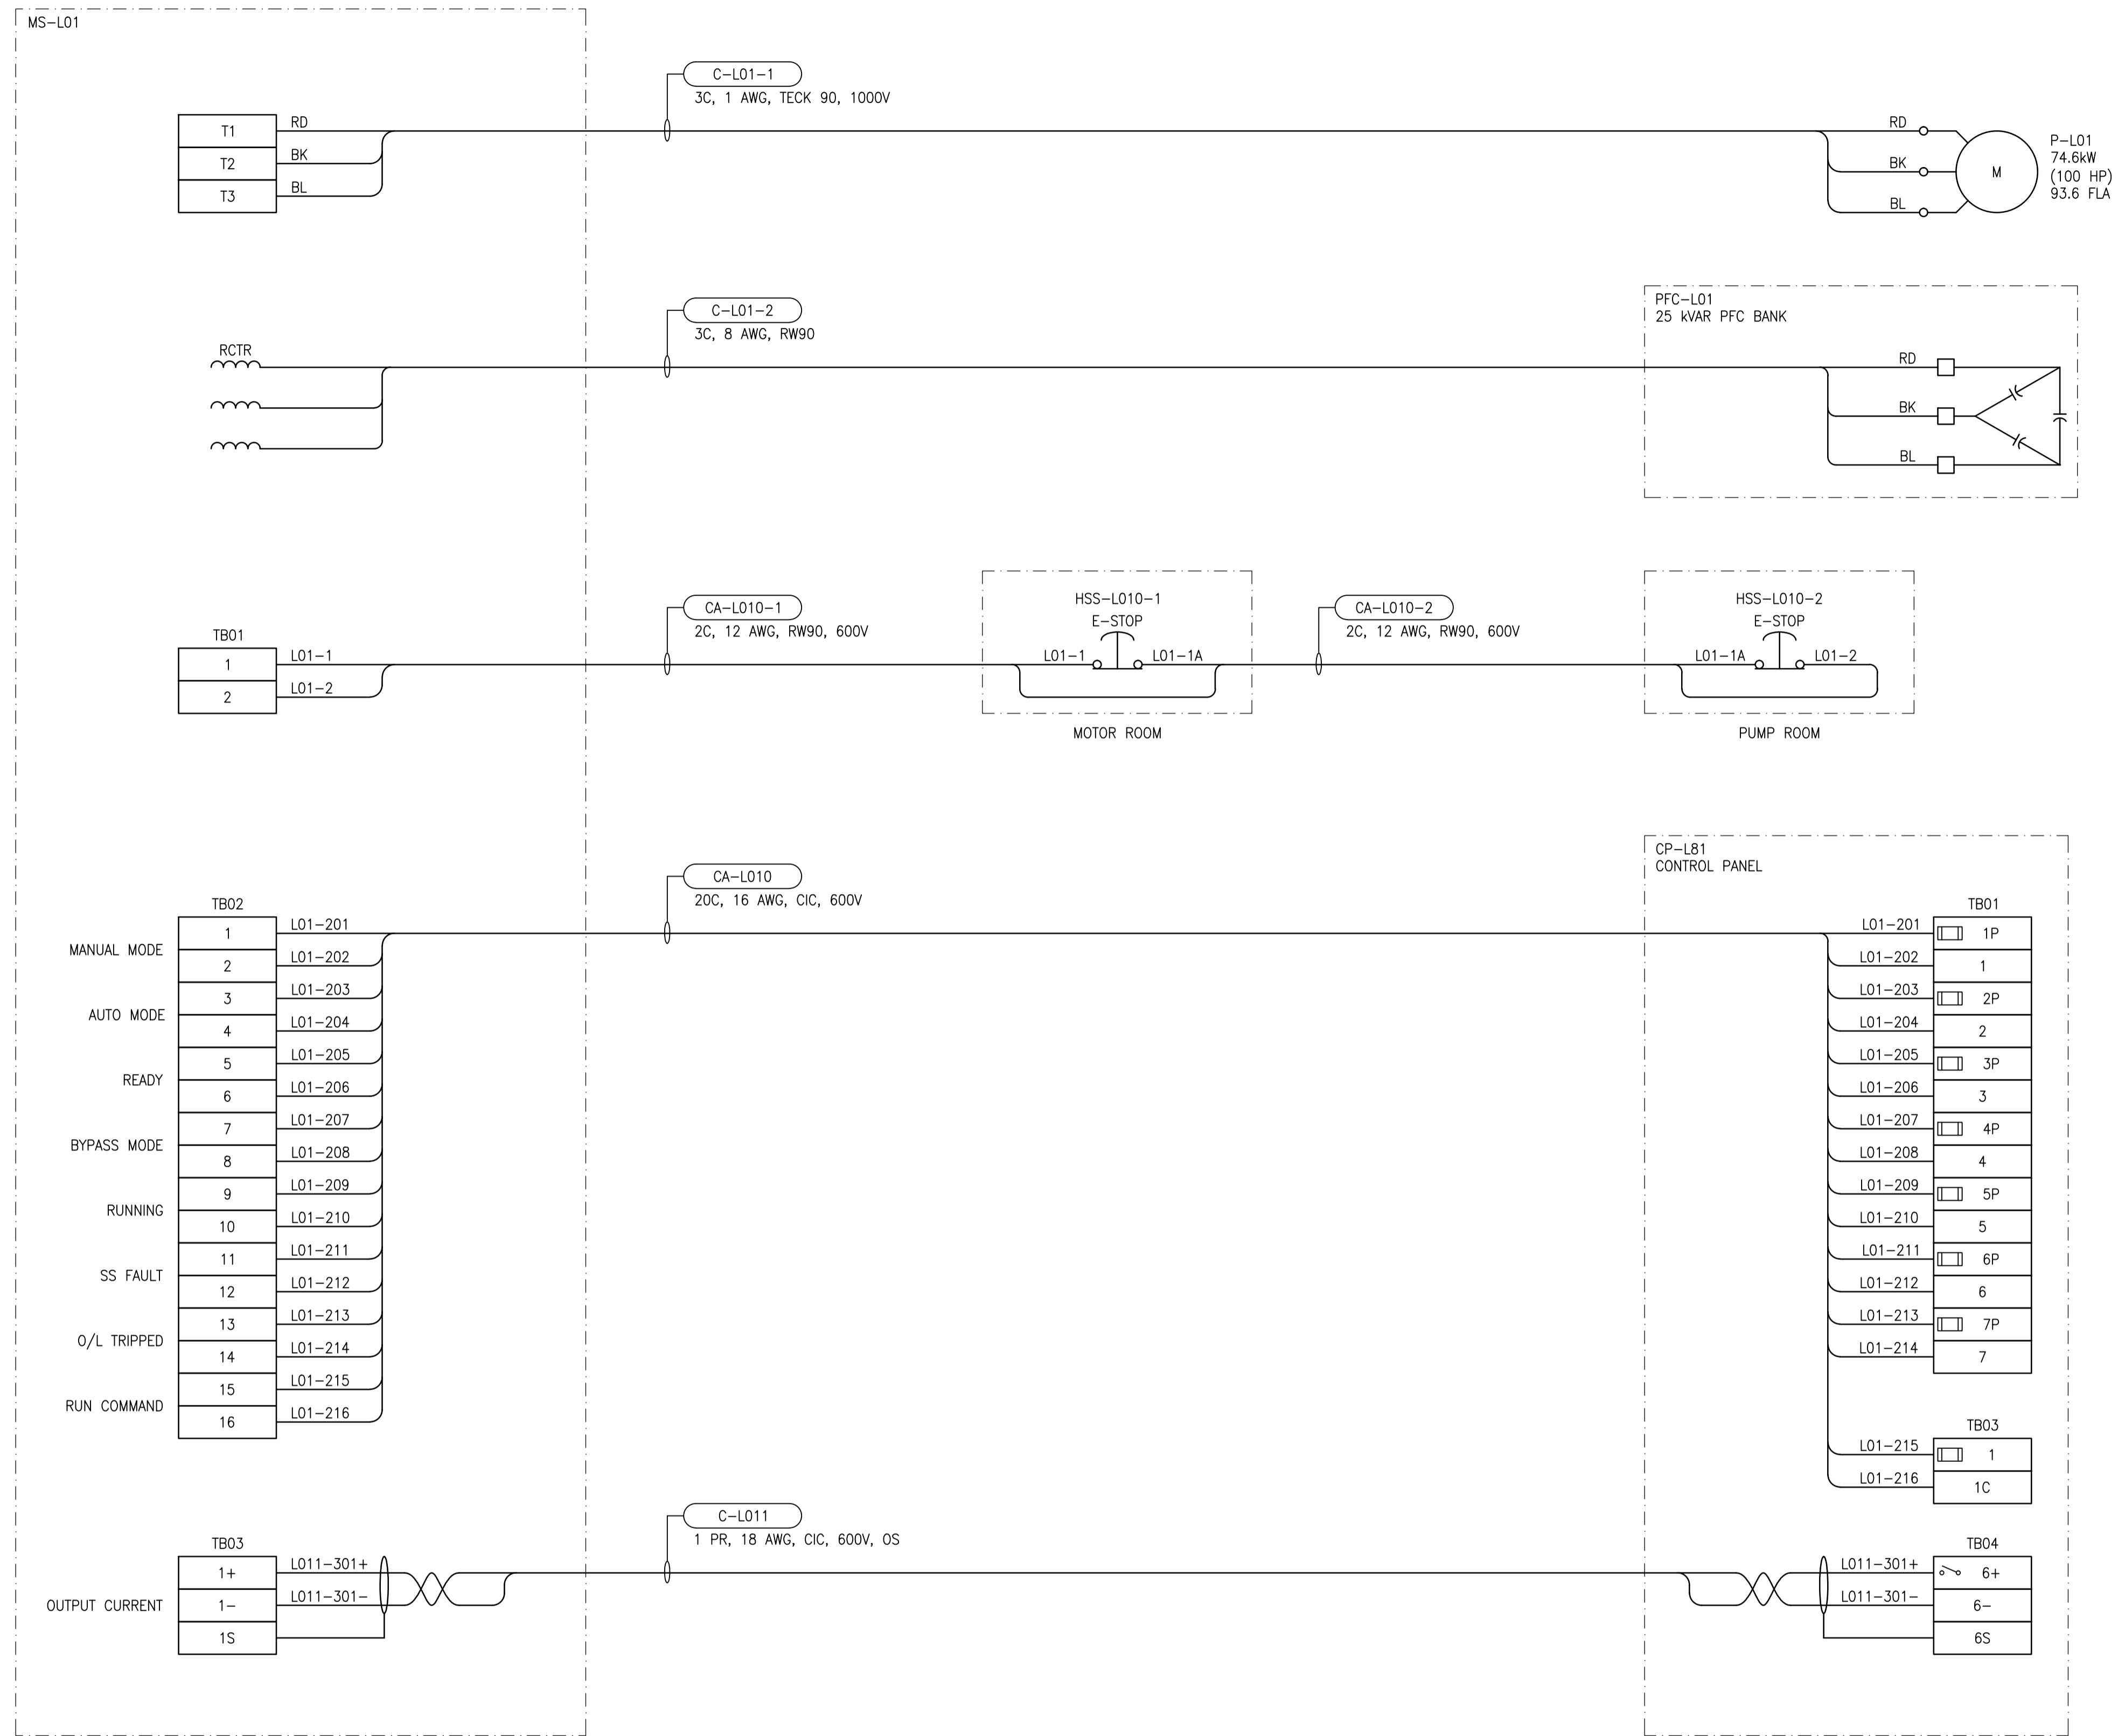 MS-L01
C-L01-1
3C, 1 AWG, TECK 90, 1000V
T1
RD
T2
BK
T3
BL
RD
BK
BL
M
P-L01
74.6kW
(100 HP)
93.6 FLA
C-L01-2
3C, 8 AWG, RW90
RCTR
PFC-L01
25 kVAR PFC BANK
RD
BK
BL
CA-L010-1
2C, 12 AWG, RW90, 600V
TB01
1
L01-1
2
L01-2
HSS-L010-1
E-STOP
L01-1
L01-1A
MOTOR ROOM
CA-L010-2
2C, 12 AWG, RW90, 600V
HSS-L010-2
E-STOP
L01-1A
L01-2
PUMP ROOM
CA-L010
20C, 16 AWG, CIC, 600V
TB02
MANUAL MODE
1
L01-201
2
L01-202
AUTO MODE
3
L01-203
4
L01-204
READY
5
L01-205
6
L01-206
BYPASS MODE
7
L01-207
8
L01-208
RUNNING
9
L01-209
10
L01-210
SS FAULT
11
L01-211
12
L01-212
O/L TRIPPED
13
L01-213
14
L01-214
RUN COMMAND
15
L01-215
16
L01-216
CP-L81
CONTROL PANEL
TB01
L01-201
1P
L01-202
1
L01-203
2P
L01-204
2
L01-205
3P
L01-206
3
L01-207
4P
L01-208
4
L01-209
5P
L01-210
5
L01-211
6P
L01-212
6
L01-213
7P
L01-214
7
TB03
L01-215
1
L01-216
1C
C-L011
1 PR, 18 AWG, CIC, 600V, OS
TB03
OUTPUT CURRENT
1+
L011-301+
1-
L011-301-
1S
TB04
L011-301+
6+
L011-301-
6-
6S